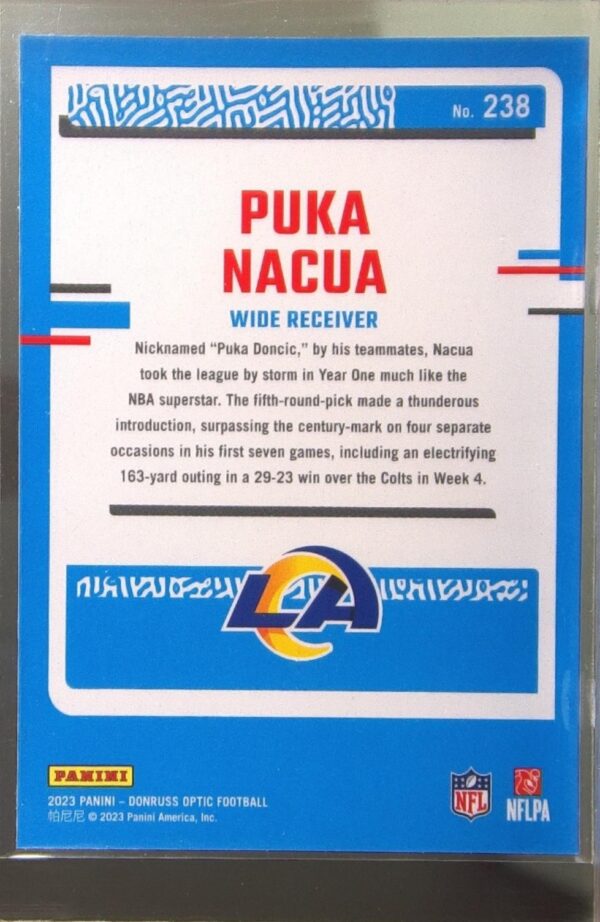 No. 238
PUKA
NACUA
WIDE RECEIVER
Nicknamed “Puka Doncic,” by his teammates, Nacua
took the league by storm in Year One much like the
NBA superstar. The fifth-round-pick made a thunderous
introduction, surpassing the century-mark on four separate
occasions in his first seven games, including an electrifying
163-yard outing in a 29-23 win over the Colts in Week 4.
LA
PANINI
2023 PANINI – DONRUSS OPTIC FOOTBALL
帕尼尼 © 2023 Panini America, Inc.
NFL
NFLPA